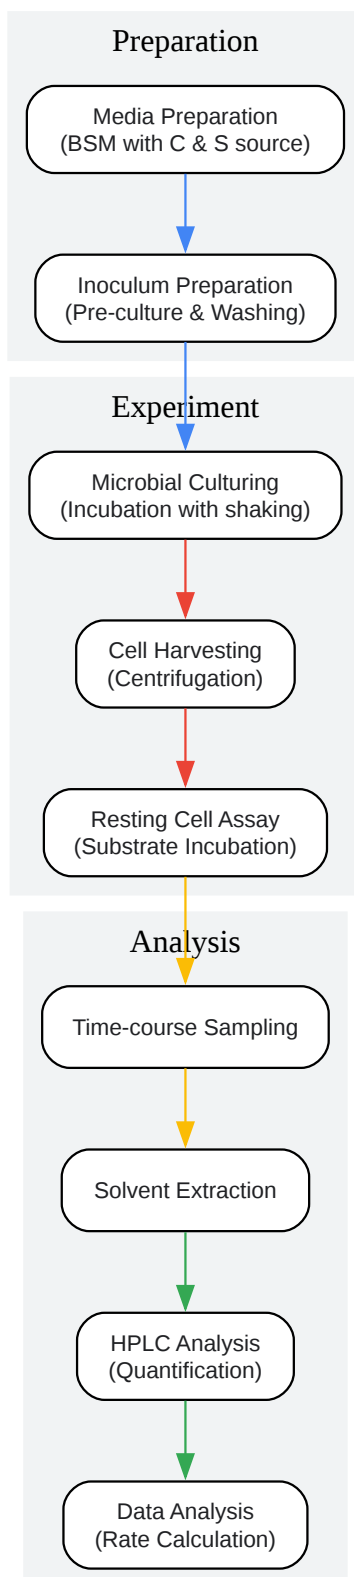 Preparation
Media Preparation
(BSM with C & S source)
Inoculum Preparation
(Pre-culture & Washing)
Experiment
Microbial Culturing
(Incubation with shaking)
Cell Harvesting
(Centrifugation)
Resting Cell Assay
(Substrate Incubation)
Analysis
Time-course Sampling
Solvent Extraction
HPLC Analysis
(Quantification)
Data Analysis
(Rate Calculation)